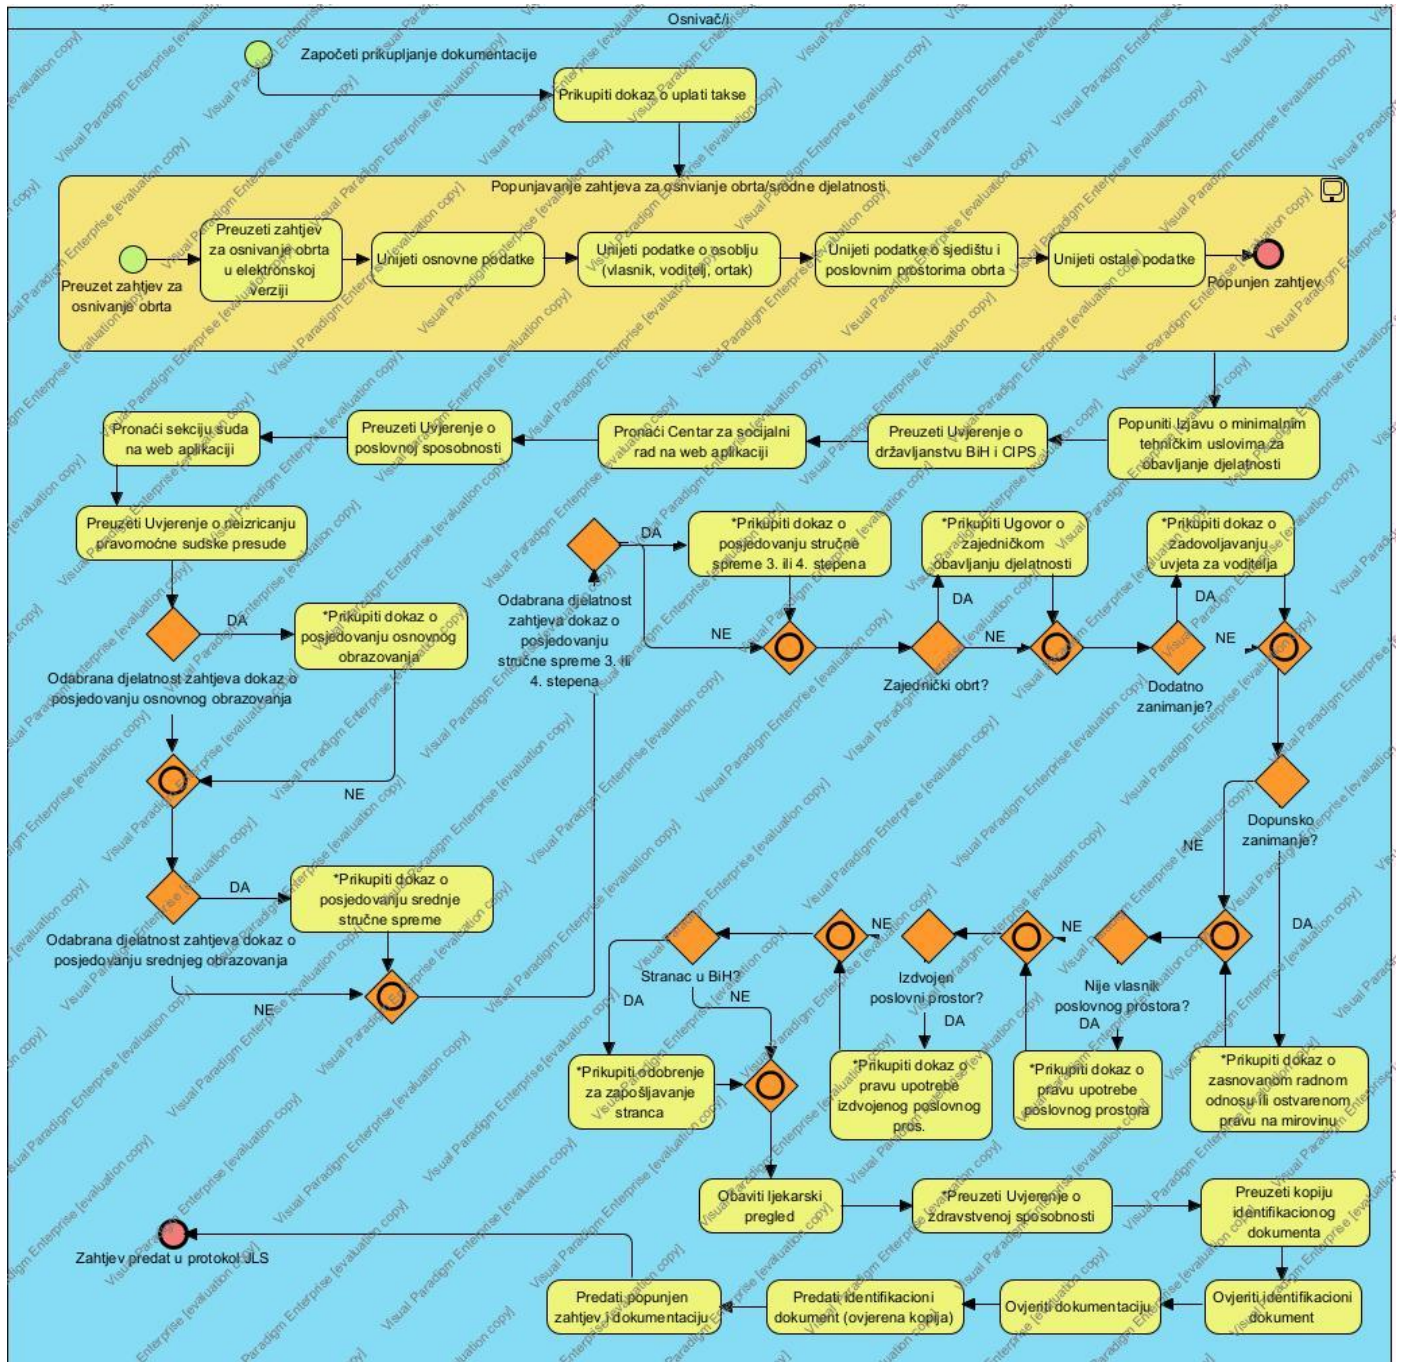 Osnivač/i
Započeti prikupljanje dokumentacije
Prikupiti dokaz o uplati takse
Popunjavanje zahtjeva za osnvianje obrta/srodne djelatnosti
Preuzet zahtjev za
osnivanje obrta
Preuzeti zahtjev
za osnivanje obrta
u elektronskoj
verziji
Unijeti osnovne podatke
Unijeti podatke o osoblju
(vlasnik, voditelj, ortak)
Unijeti podatke o sjedištu i
poslovnim prostorima obrta
Unijeti ostale podatke
Popunjen zahtjev
Popuniti Izjavu o minimalnim
tehničkim uslovima za
obavljanje djelatnosti
Preuzeti Uvjerenje o
državljanstvu BiH i CIPS
Pronaći Centar za socijalni
rad na web aplikaciji
Preuzeti Uvjerenje o
poslovnoj sposobnosti
Pronaći sekciju suda
na web aplikaciji
Preuzeti Uvjerenje o neizricanju
pravomoćne sudske presude
DA
*Prikupiti dokaz o
posjedovanju osnovnog
obrazovanja
Odabrana djelatnost zahtjeva dokaz o
posjedovanju osnovnog obrazovanja
NE
DA
*Prikupiti dokaz o
posjedovanju srednje
stručne spreme
Odabrana djelatnost zahtjeva dokaz o
posjedovanju srednjeg obrazovanja
NE
Odabrana djelatnost
zahtjeva dokaz o
posjedovanju
stručne spreme 3. ili
4. stepena
DA
*Prikupiti dokaz o
posjedovanju stručne
spreme 3. ili 4. stepena
NE
Zajednički obrt?
DA
*Prikupiti Ugovor o
zajedničkom
obavljanju djelatnosti
NE
Dodatno
zanimanje?
DA
*Prikupiti dokaz o
zadovoljavanju
uvjeta za voditelja
NE
Dopunsko
zanimanje?
NE
DA
*Prikupiti dokaz o
zasnovanom radnom
odnosu ili ostvarenom
pravu na mirovinu
Nije vlasnik
poslovnog prostora?
NE
DA
*Prikupiti dokaz o
pravu upotrebe
poslovnog prostora
Izdvojen
poslovni prostor?
NE
DA
*Prikupiti dokaz o
pravu upotrebe
izdvojenog poslovnog
pros.
Stranac u BiH?
DA
NE
*Prikupiti odobrenje
za zapošljavanje
stranca
Obaviti ljekarski
pregled
*Preuzeti Uvjerenje o
zdravstvenoj sposobnosti
Preuzeti kopiju
identifikacionog
dokumenta
Ovjeriti identifikacioni
dokument
Ovjeriti dokumentaciju
Predati identifikacioni
dokument (ovjerena kopija)
Predati popunjen
zahtjev i dokumentaciju
Zahtjev predat u protokol JLS
Visual Paradigm Enterprise [evaluation copy]